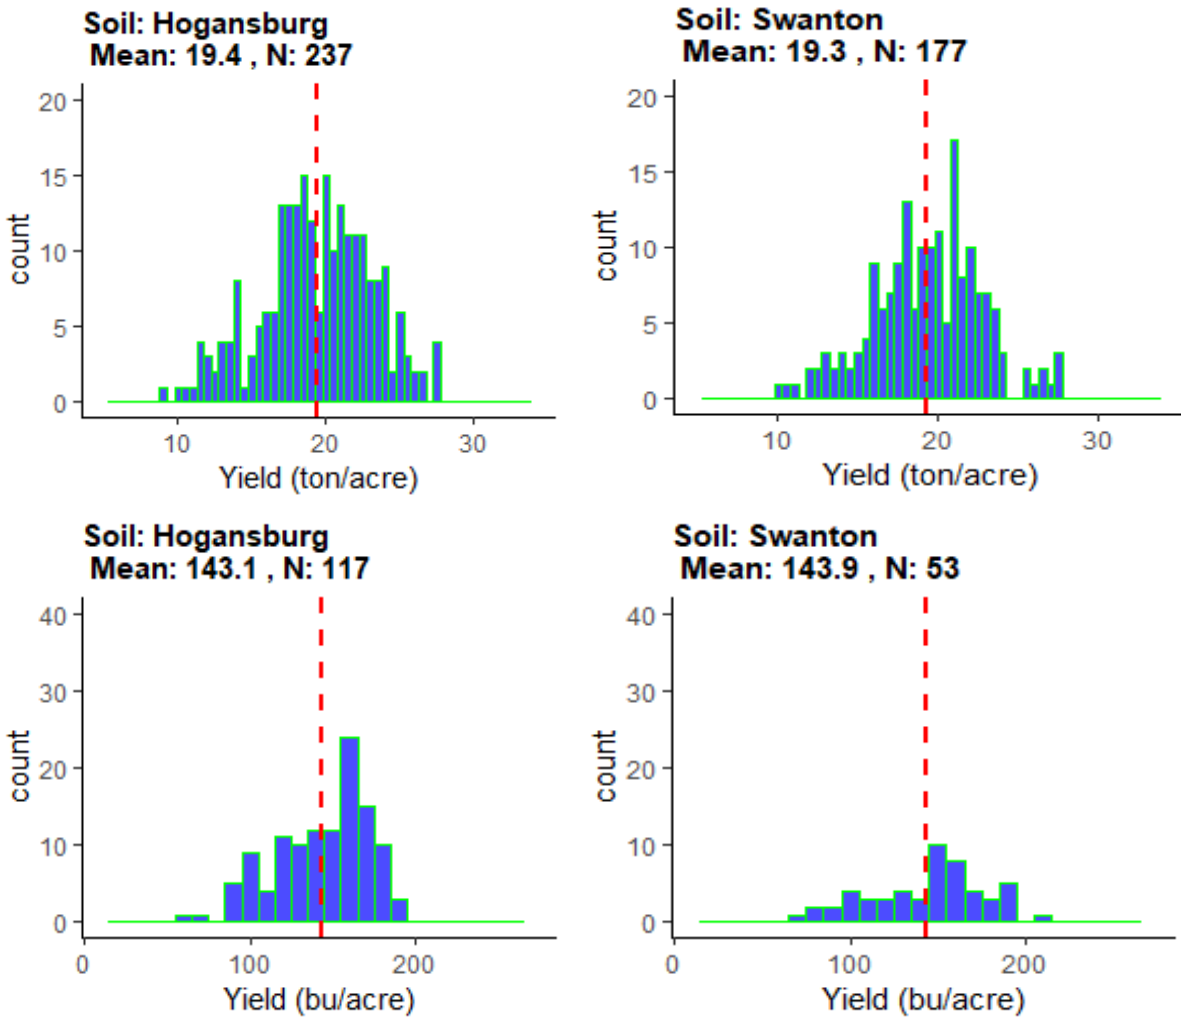 Soil: Hogansburg
Mean: 19.4 , N: 237
20
15
10
5
0
count
10 20 30
Yield (ton/acre)
Soil: Swanton
Mean: 19.3 , N: 177
20
15
10
5
0
count
10 20 30
Yield (ton/acre)
Soil: Hogansburg
Mean: 143.1 , N: 117
40
30
20
10
0
count
0 100 200
Yield (bu/acre)
Soil: Swanton
Mean: 143.9 , N: 53
40
30
20
10
0
count
0 100 200
Yield (bu/acre)